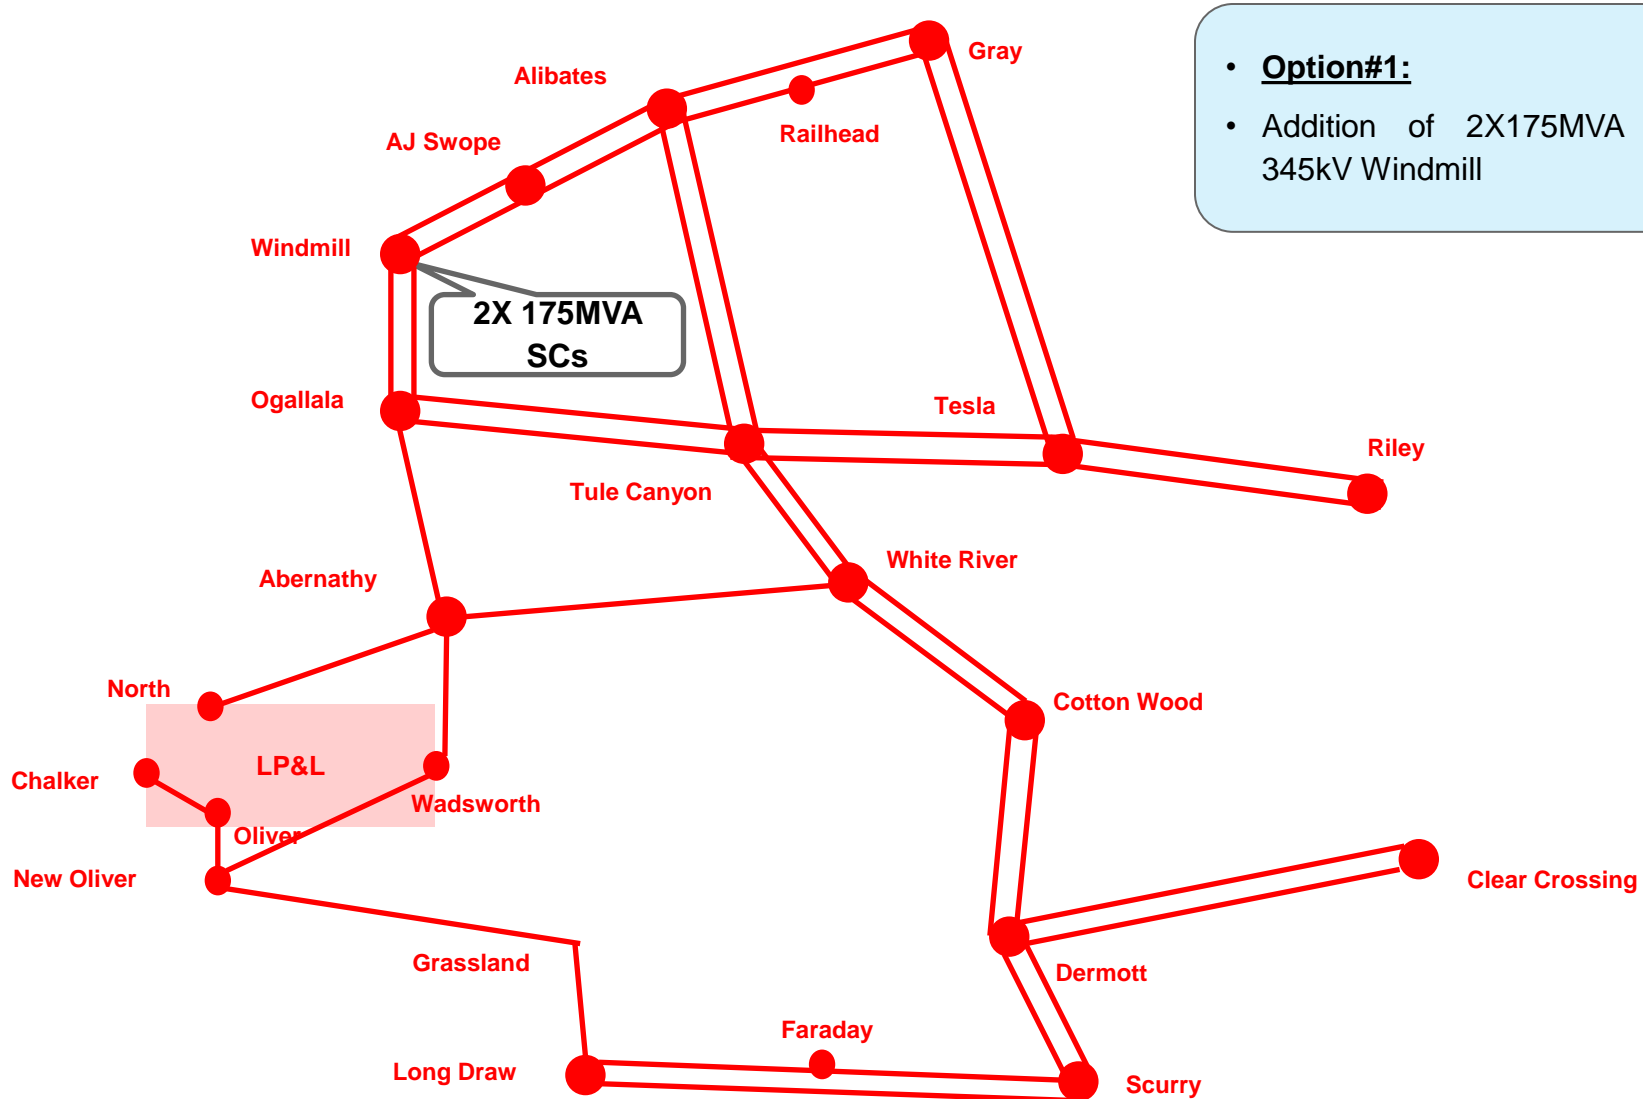 Gray
• Option#1:
Alibates
• Addition of 2X175MVA
345kV Windmill
Railhead
AJ Swope
Windmill
2X 175MVA
SCs
Ogallala
Tesla
Riley
Tule Canyon
White River
Abernathy
North
Cotton Wood
LP&L
Chalker
Wadsworth
Oliver
New Oliver
Clear Crossing
Grassland
Dermott
Faraday
Long Draw
Scurry